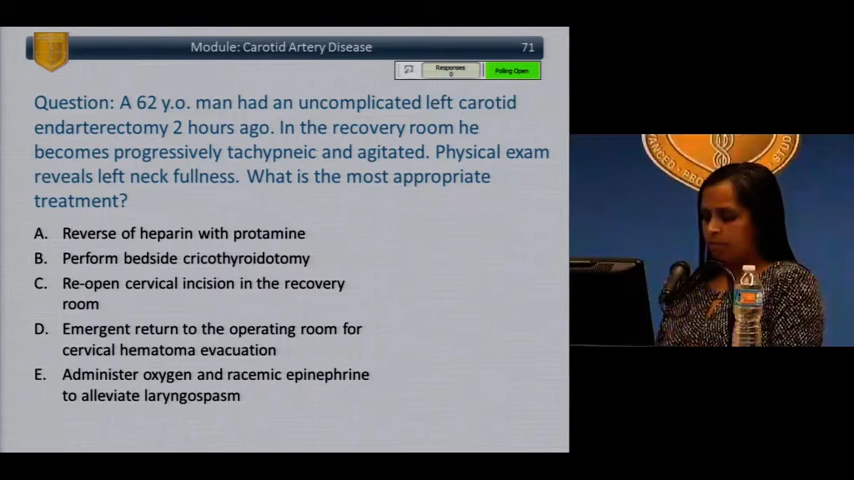 Module: Carotid Artery Disease 71
Responses
0
Polling Open
Question: A 62 y.o. man had an uncomplicated left carotid
endarterectomy 2 hours ago. In the recovery room he
becomes progressively tachypneic and agitated. Physical exam
reveals left neck fullness. What is the most appropriate
treatment?
A. Reverse of heparin with protamine
B. Perform bedside cricothyroidotomy
C. Re-open cervical incision in the recovery
room
D. Emergent return to the operating room for
cervical hematoma evacuation
E. Administer oxygen and racemic epinephrine
to alleviate laryngospasm